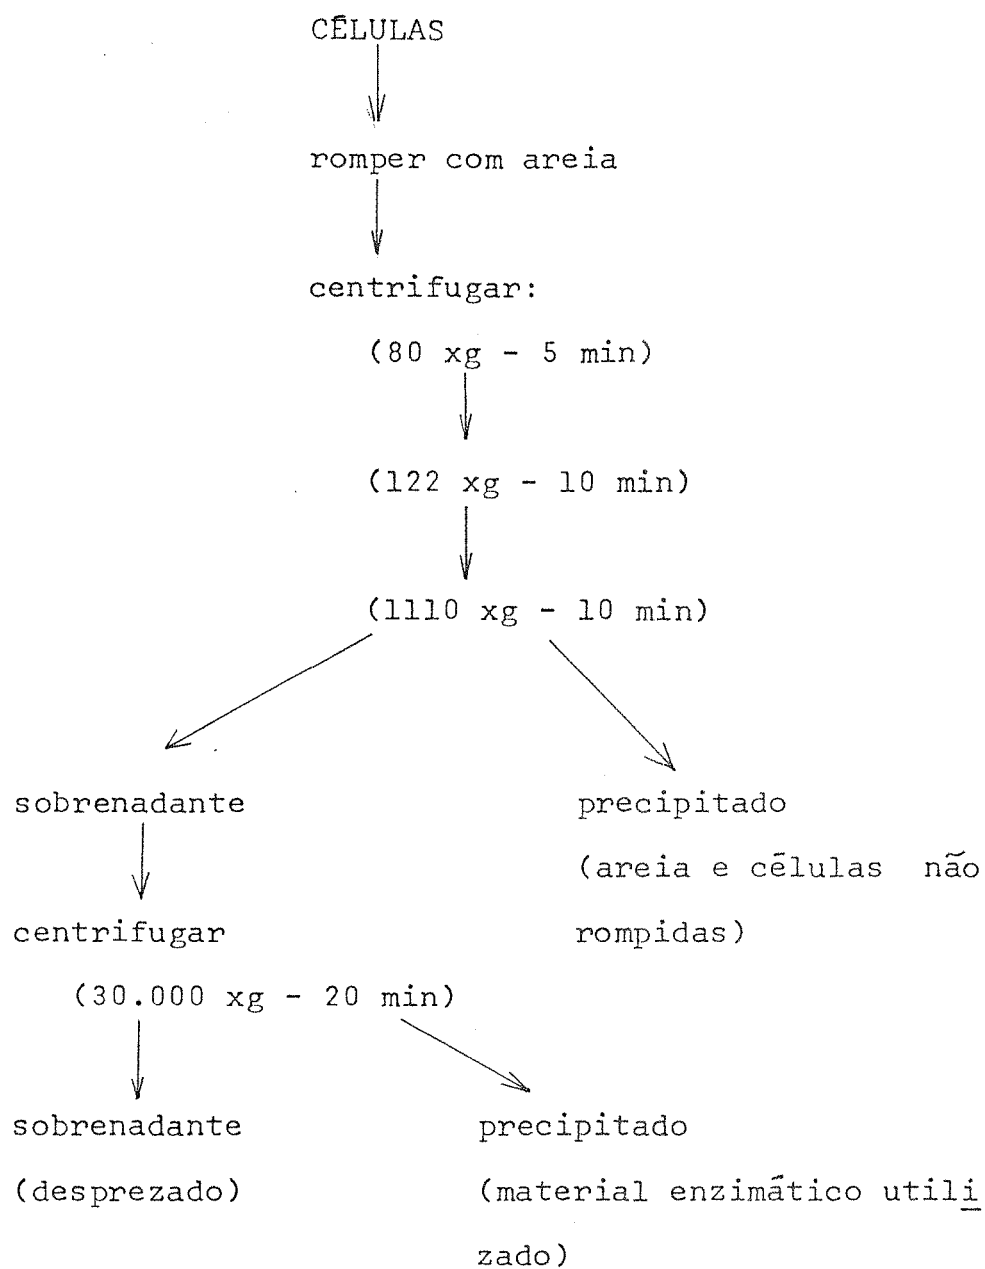 CÉLULAS
romper com areia
centrifugar:
(80 xg - 5 min)
(122 xg - 10 min)
(1110 xg - 10 min)
sobrenadante
precipitado
(areia e células não
rompidas)
centrifugar
(30.000 xg - 20 min)
sobrenadante
(desprezado)
precipitado
(material enzimático utili
zado)